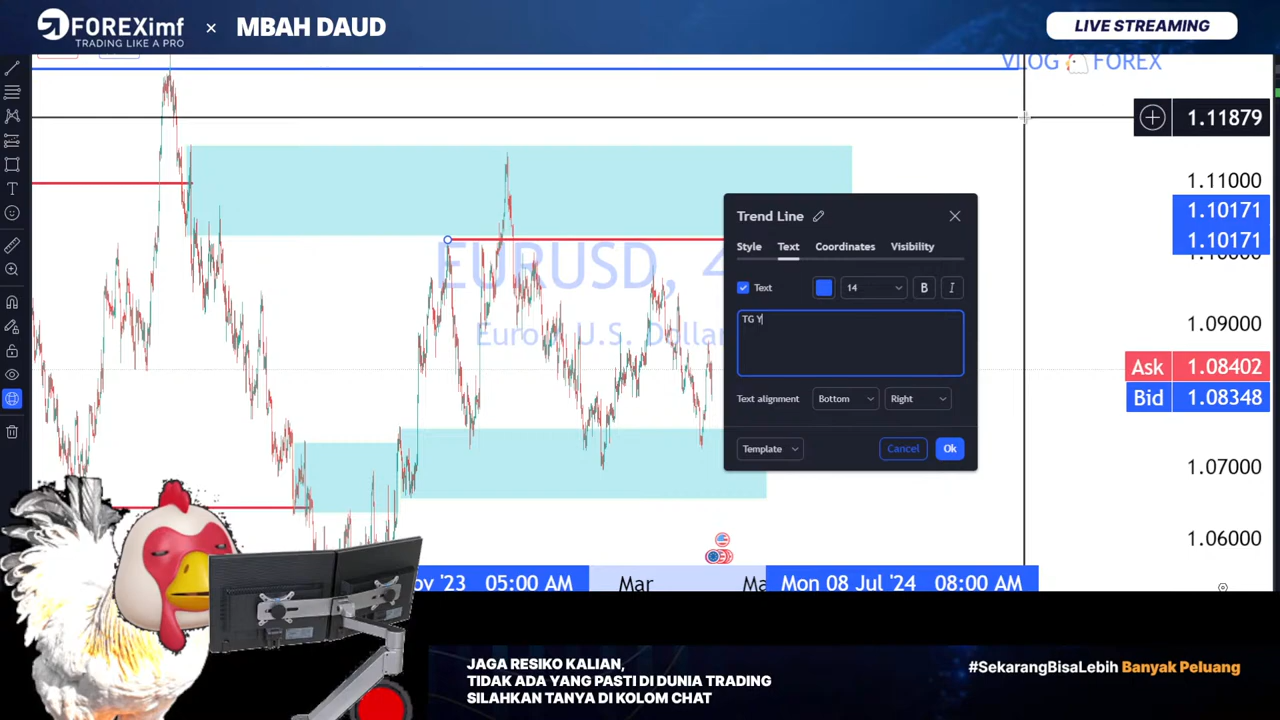 FOREXimf
TRADING LIKE A PRO
×
MBAH DAUD
LIVE STREAMING
VLOG FOREX
1.11879
1.11000
1.10171
1.10171
1.09000
Ask 1.08402
Bid 1.08348
1.07000
1.06000
EURUSD, 4
Euro / U.S. Dollar
Trend Line
Style Text Coordinates Visibility
Text 14 B I
TG Y
Text alignment Bottom Right
Template Cancel Ok
'23 05:00 AM Mar Mon 08 Jul '24 08:00 AM
JAGA RESIKO KALIAN,
TIDAK ADA YANG PASTI DI DUNIA TRADING
SILAHKAN TANYA DI KOLOM CHAT
#SekarangBisaLebih Banyak Peluang